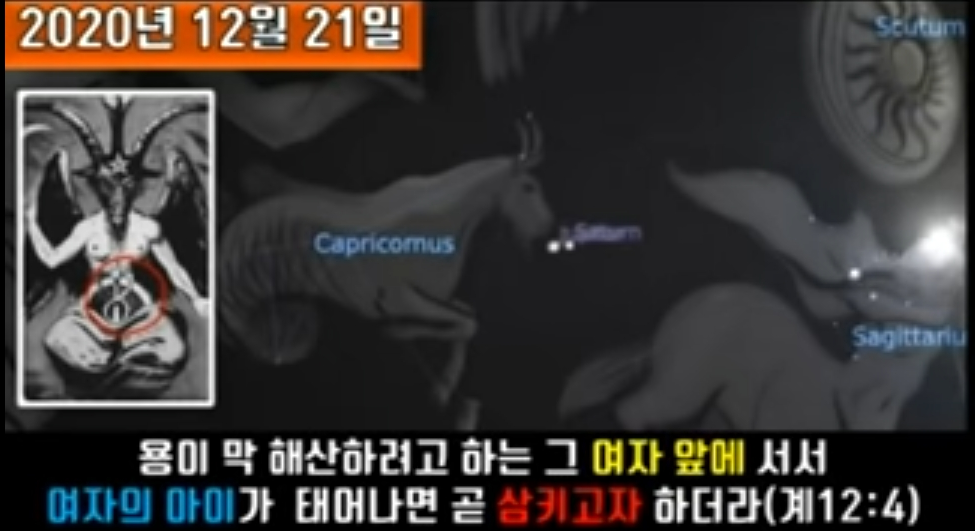 2020년 12월 21일
Scutum
Capricornus
Saturn
Sagittariu
용이 막 해산하려고 하는 그 여자 앞에 서서
여자의 아이가 태어나면 곧 삼키고자 하더라(계12:4)